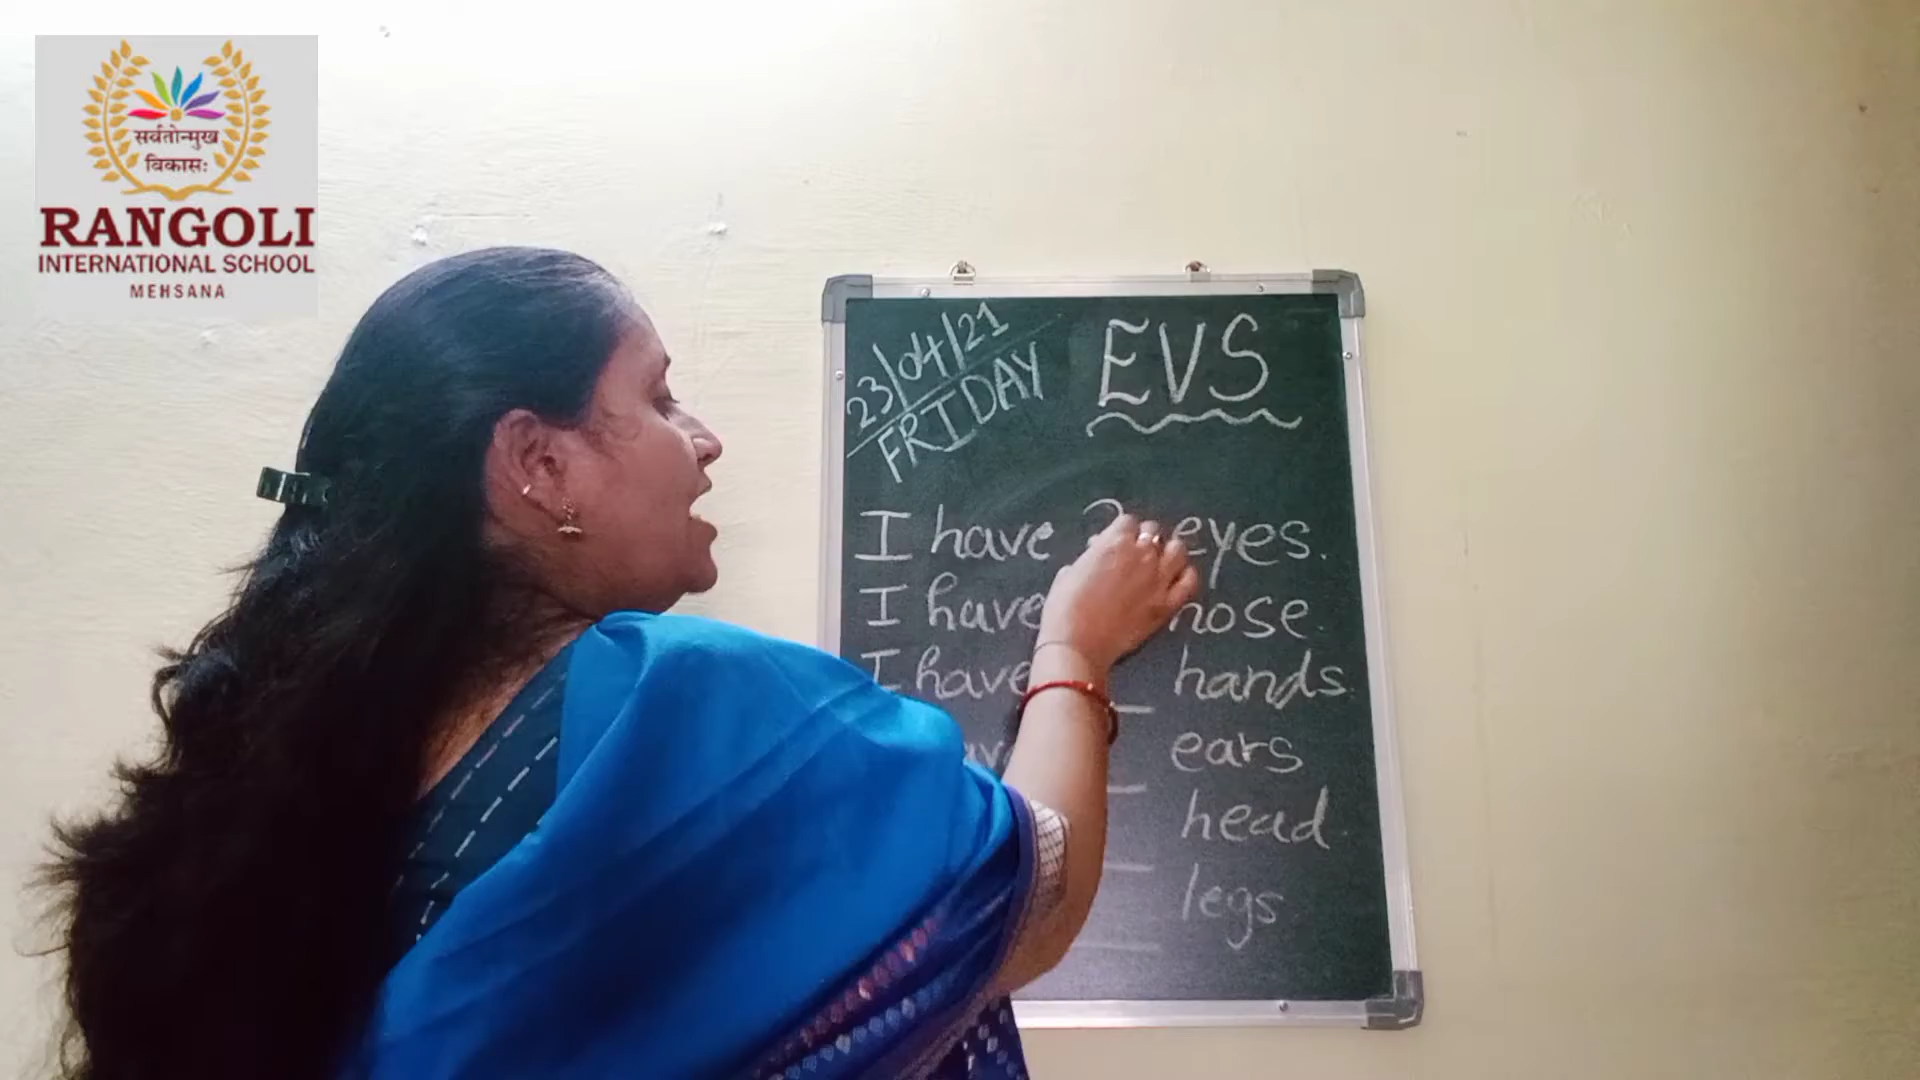 सर्वतोन्मुख
विकासः
RANGOLI
INTERNATIONAL SCHOOL
MEHSANA
23/04/21
FRIDAY
EVS
I have 2 eyes.
I have nose.
I have hands.
ears
head
legs